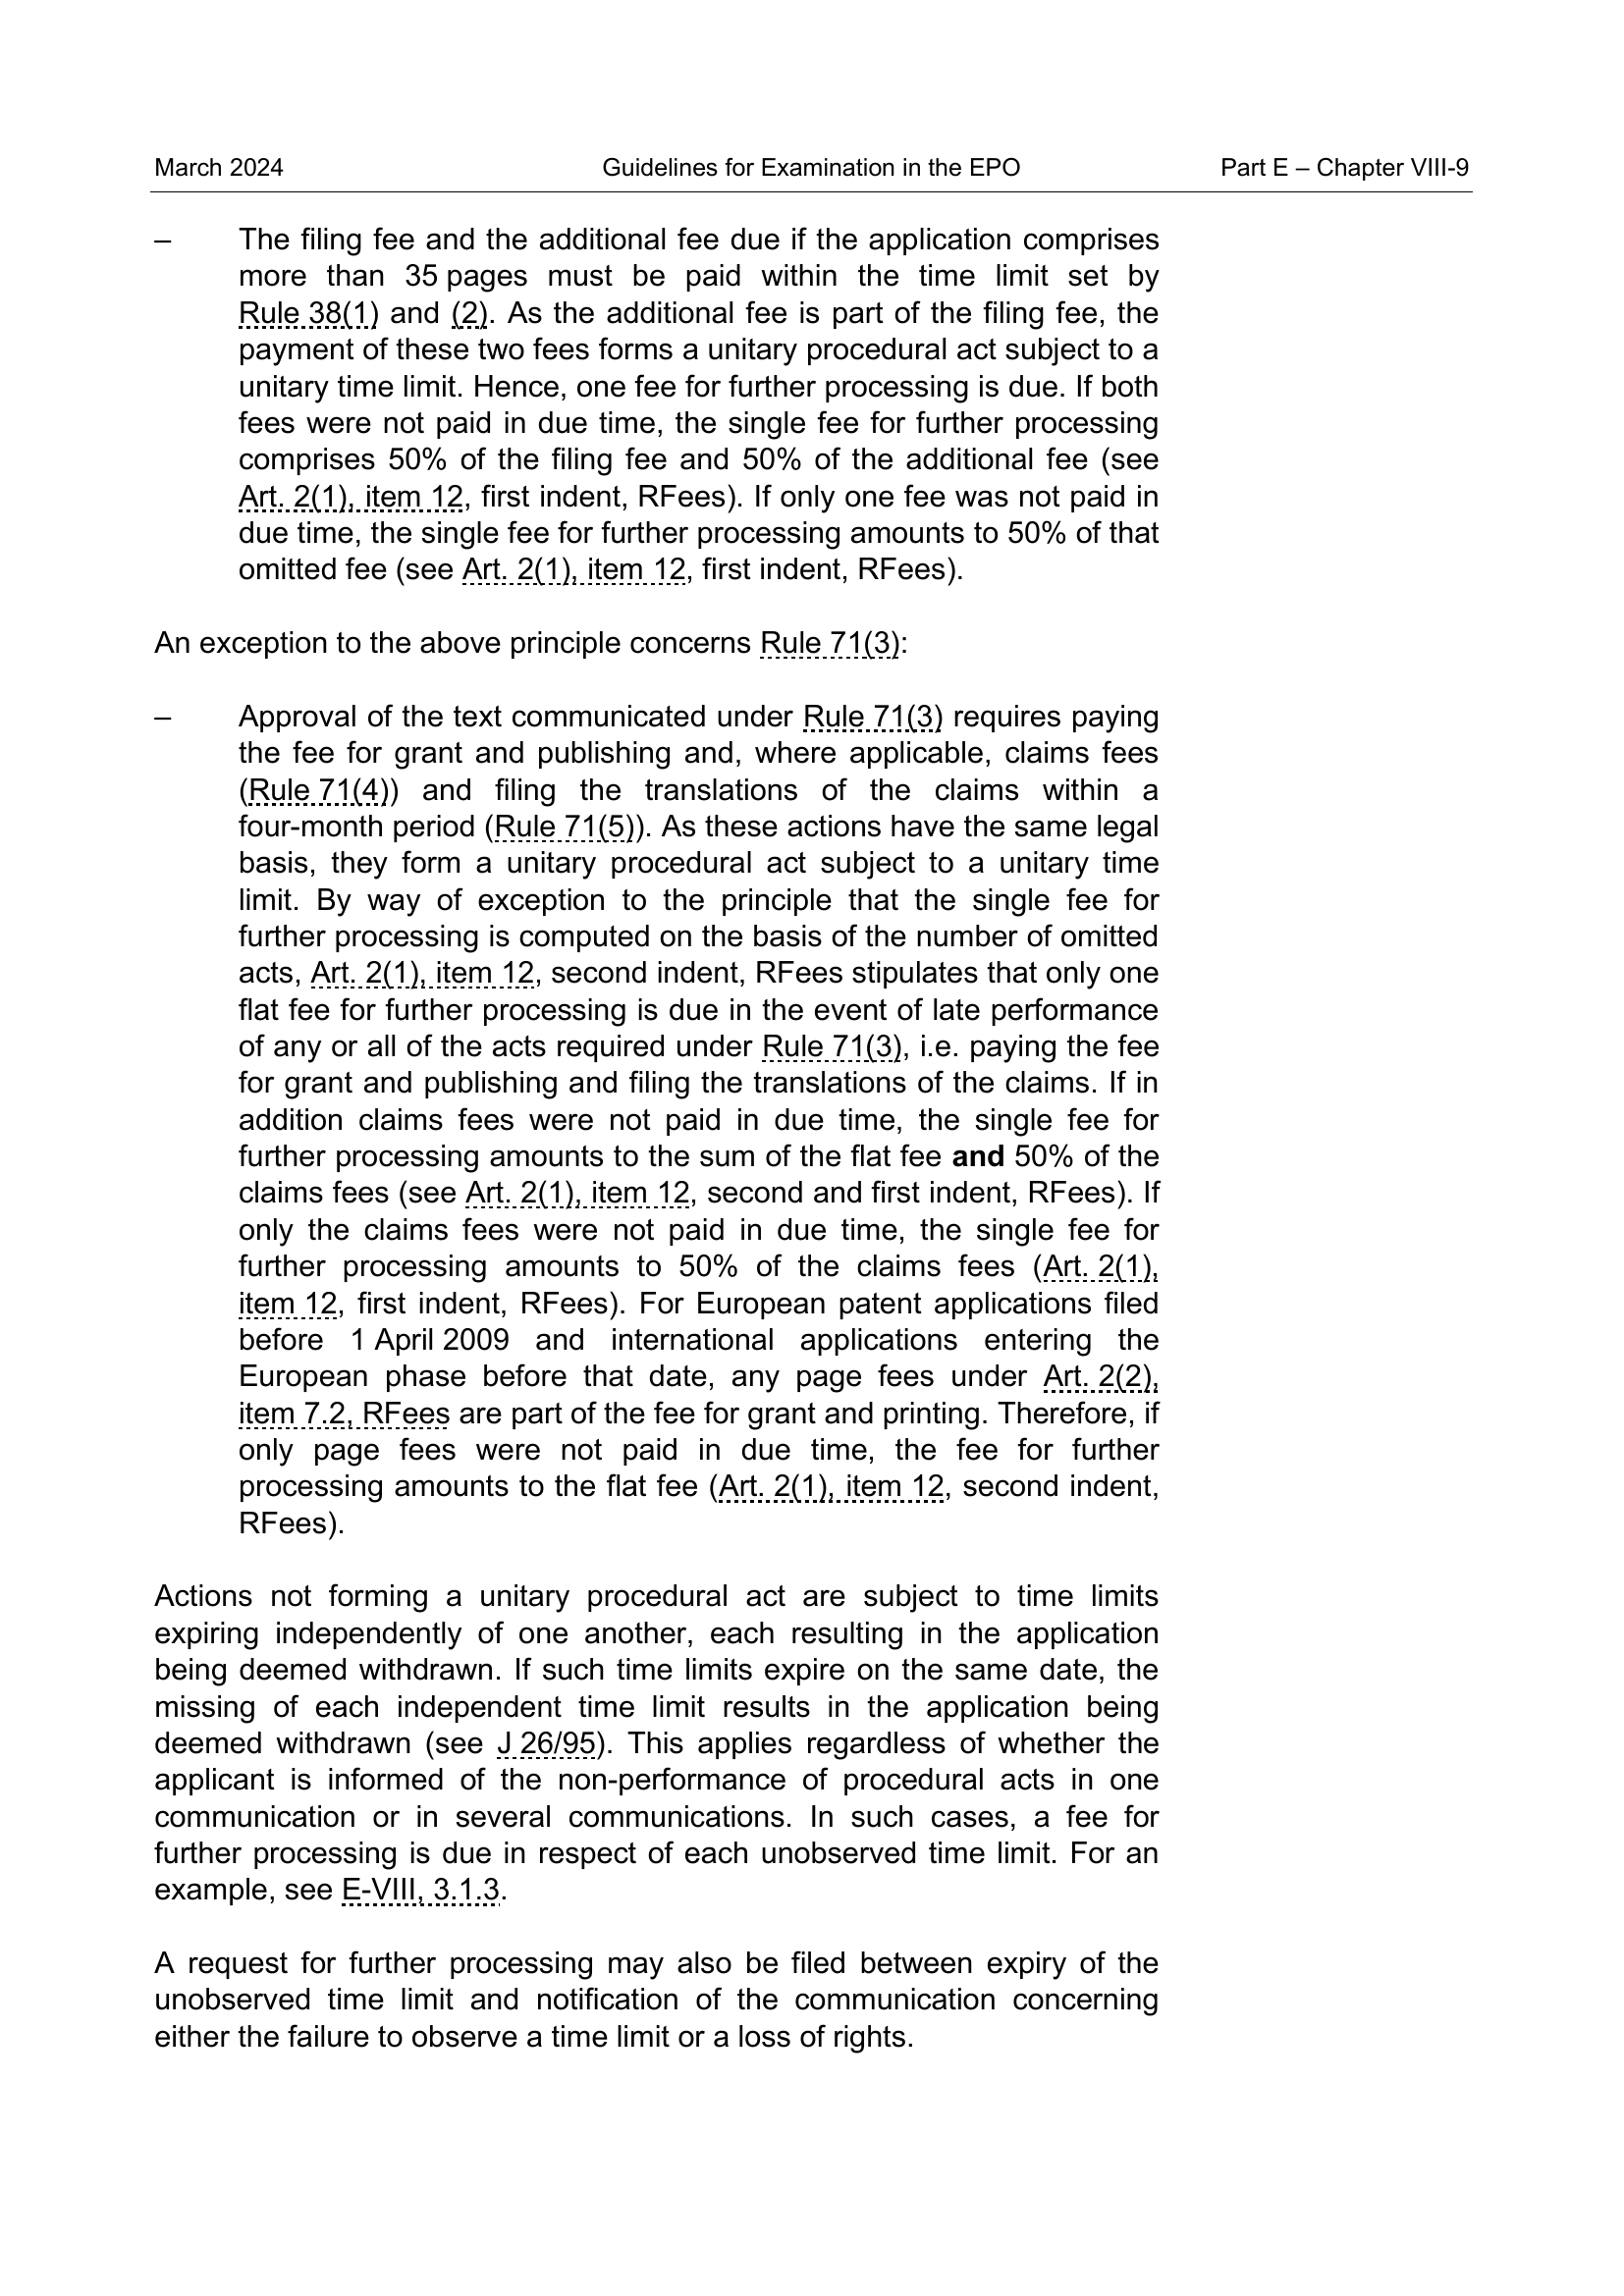 March 2024 Guidelines for Examination in the EPO Part E – Chapter VIII-9
– The filing fee and the additional fee due if the application comprises
more than 35 pages must be paid within the time limit set by
Rule 38(1) and (2). As the additional fee is part of the filing fee, the
payment of these two fees forms a unitary procedural act subject to a
unitary time limit. Hence, one fee for further processing is due. If both
fees were not paid in due time, the single fee for further processing
comprises 50% of the filing fee and 50% of the additional fee (see
Art. 2(1), item 12, first indent, RFees). If only one fee was not paid in
due time, the single fee for further processing amounts to 50% of that
omitted fee (see Art. 2(1), item 12, first indent, RFees).
An exception to the above principle concerns Rule 71(3):
– Approval of the text communicated under Rule 71(3) requires paying
the fee for grant and publishing and, where applicable, claims fees
(Rule 71(4)) and filing the translations of the claims within a
four-month period (Rule 71(5)). As these actions have the same legal
basis, they form a unitary procedural act subject to a unitary time
limit. By way of exception to the principle that the single fee for
further processing is computed on the basis of the number of omitted
acts, Art. 2(1), item 12, second indent, RFees stipulates that only one
flat fee for further processing is due in the event of late performance
of any or all of the acts required under Rule 71(3), i.e. paying the fee
for grant and publishing and filing the translations of the claims. If in
addition claims fees were not paid in due time, the single fee for
further processing amounts to the sum of the flat fee and 50% of the
claims fees (see Art. 2(1), item 12, second and first indent, RFees). If
only the claims fees were not paid in due time, the single fee for
further processing amounts to 50% of the claims fees (Art. 2(1),
item 12, first indent, RFees). For European patent applications filed
before 1 April 2009 and international applications entering the
European phase before that date, any page fees under Art. 2(2),
item 7.2, RFees are part of the fee for grant and printing. Therefore, if
only page fees were not paid in due time, the fee for further
processing amounts to the flat fee (Art. 2(1), item 12, second indent,
RFees).
Actions not forming a unitary procedural act are subject to time limits
expiring independently of one another, each resulting in the application
being deemed withdrawn. If such time limits expire on the same date, the
missing of each independent time limit results in the application being
deemed withdrawn (see J 26/95). This applies regardless of whether the
applicant is informed of the non-performance of procedural acts in one
communication or in several communications. In such cases, a fee for
further processing is due in respect of each unobserved time limit. For an
example, see E-VIII, 3.1.3.
A request for further processing may also be filed between expiry of the
unobserved time limit and notification of the communication concerning
either the failure to observe a time limit or a loss of rights.